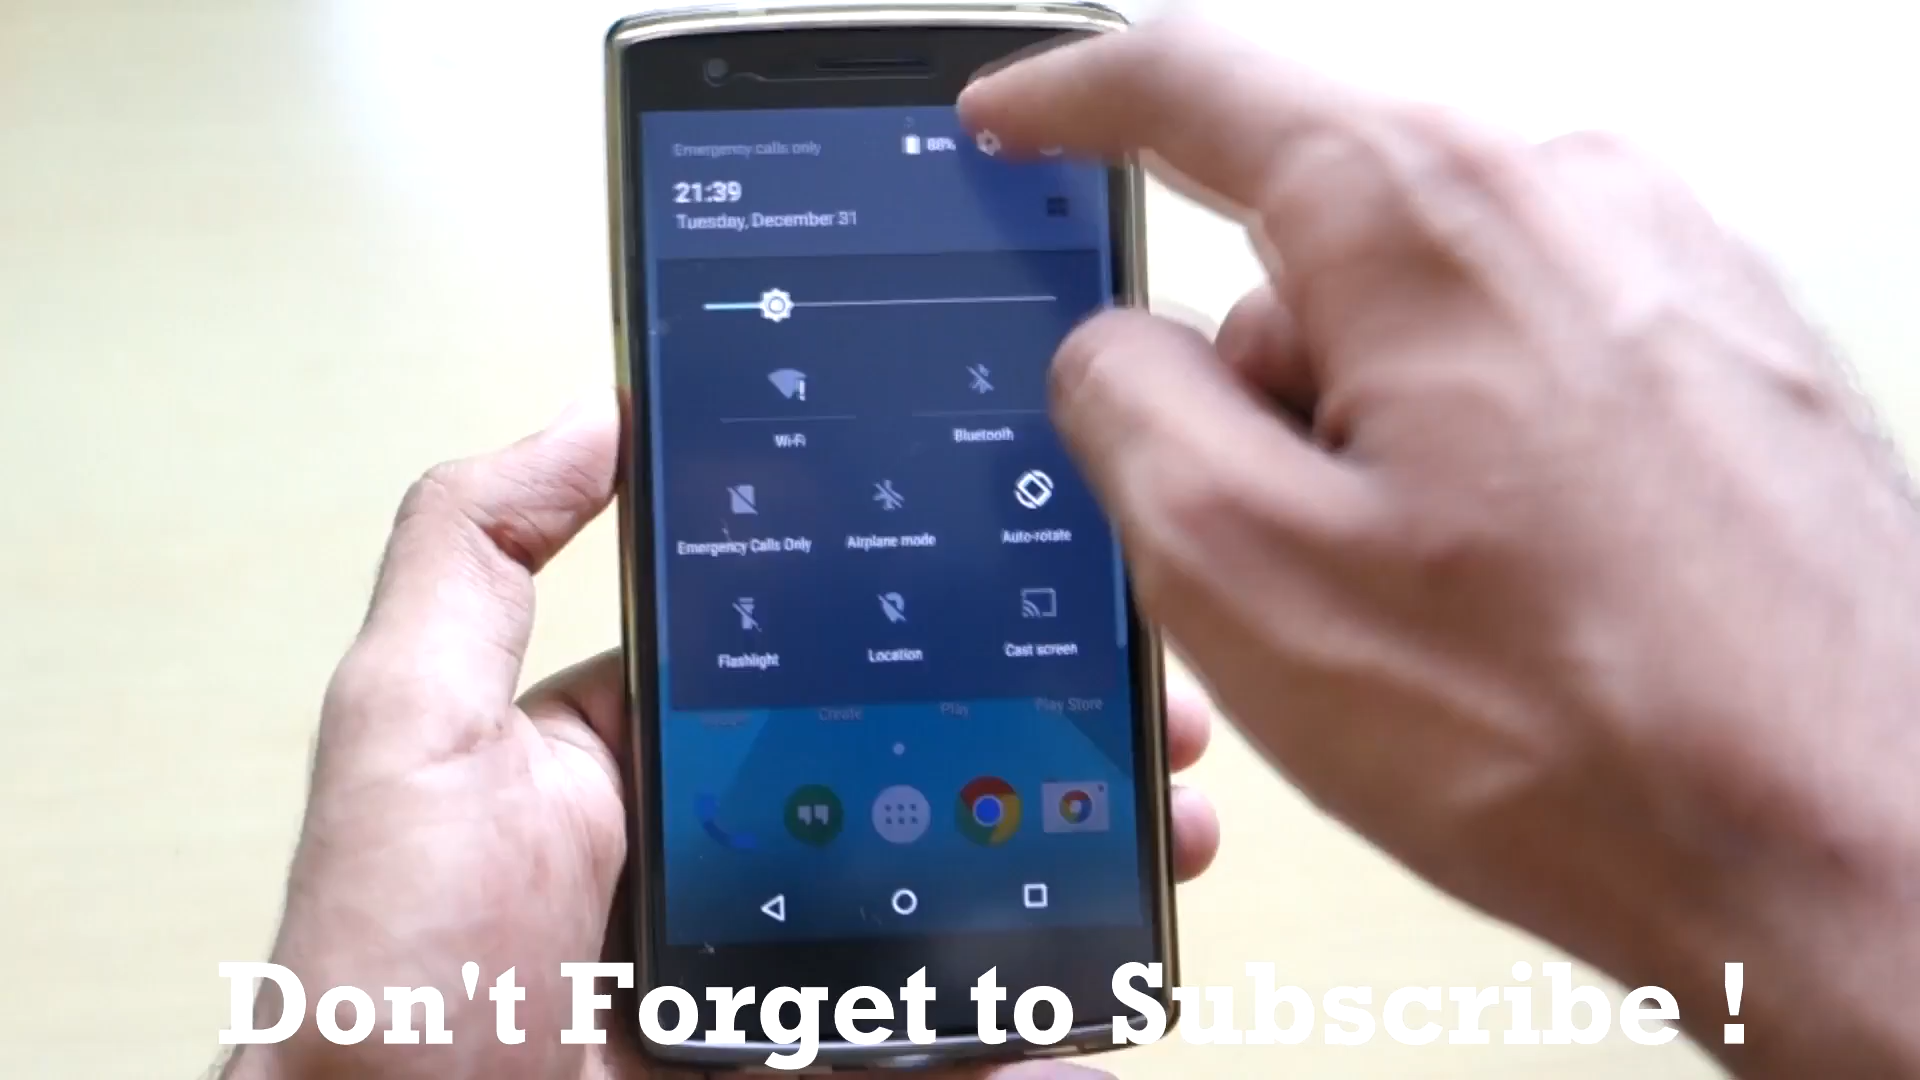 Emergency calls only
88%
21:39
Tuesday, December 31
Wi-Fi
Bluetooth
Emergency Calls Only
Airplane mode
Auto-rotate
Flashlight
Location
Cast screen
Create
Play
Play Store
Don't Forget to Subscribe !